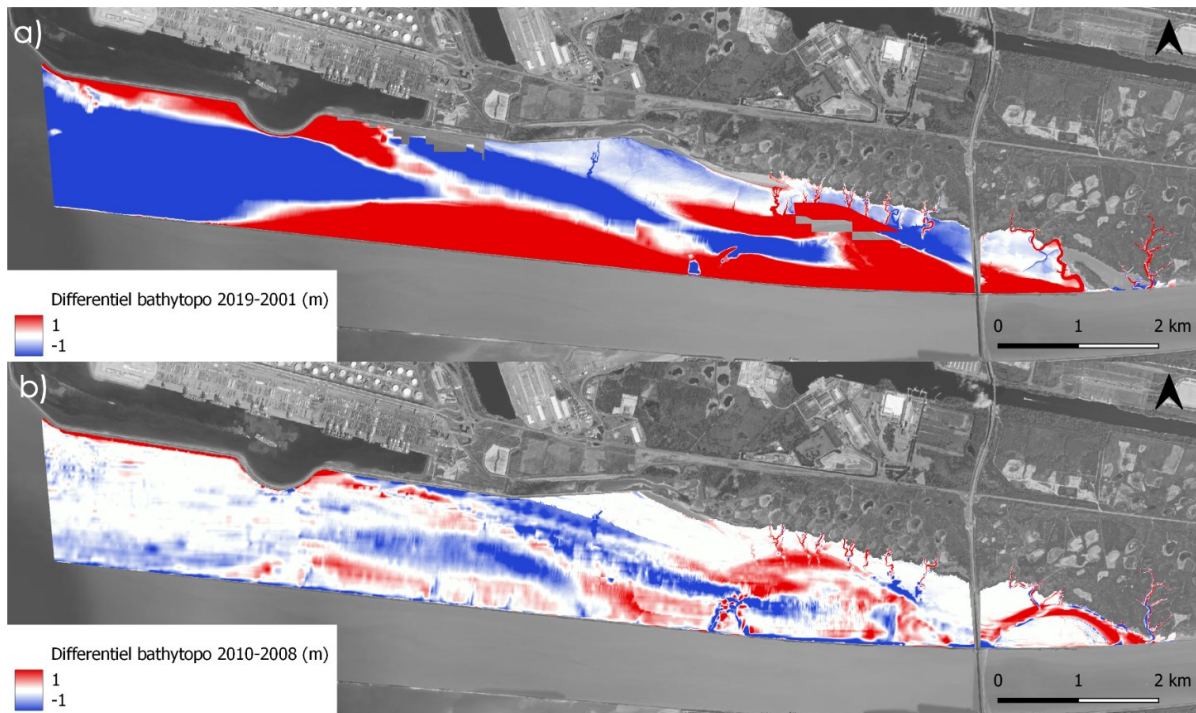 a)
Differentiel bathytopo 2019-2001 (m)
1
-1
0 1 2 km
b)
Differentiel bathytopo 2010-2008 (m)
1
-1
0 1 2 km